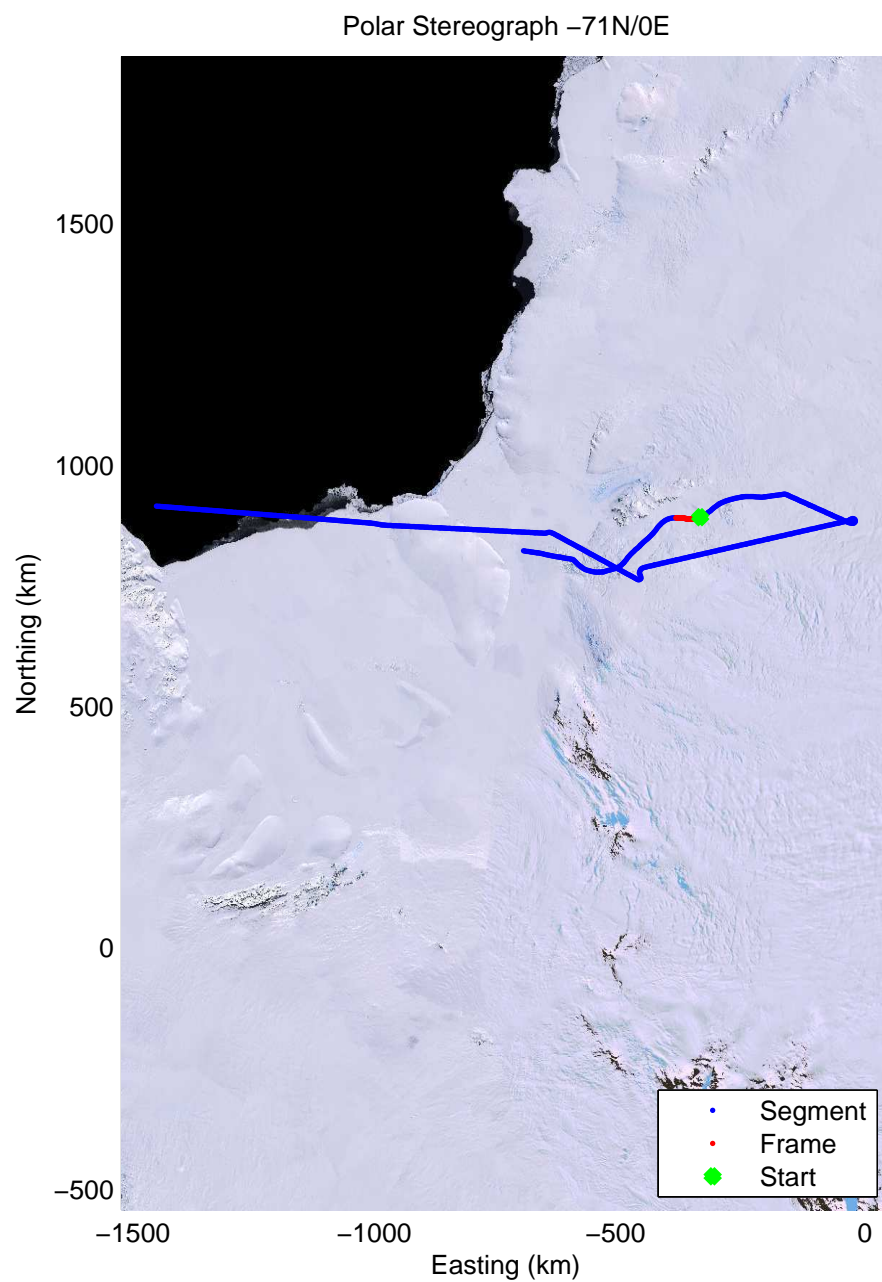 Polar Stereograph −71N/0E
1500
1000
500
0
−500
Northing (km)
−1500
−1000
−500
0
Easting (km)
Segment
Frame
Start